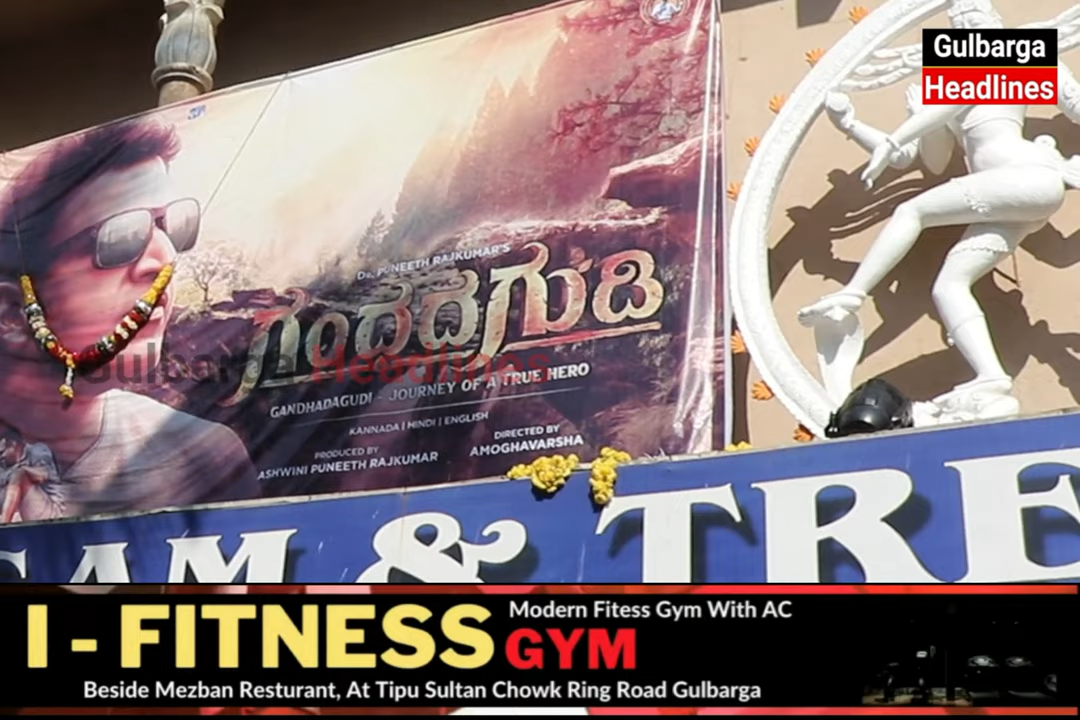 Gulbarga
Headlines
Dr. PUNEETH RAJKUMAR'S
ಗಂಧದಗುಡಿ
Gulbarga Headlines
GANDHADAGUDI - JOURNEY OF A TRUE HERO
KANNADA | HINDI | ENGLISH
PRODUCED BY
ASHWINI PUNEETH RAJKUMAR
DIRECTED BY
AMOGHAVARSHA
& TRE
I - FITNESS
Modern Fitess Gym With AC
GYM
Beside Mezban Resturant, At Tipu Sultan Chowk Ring Road Gulbarga